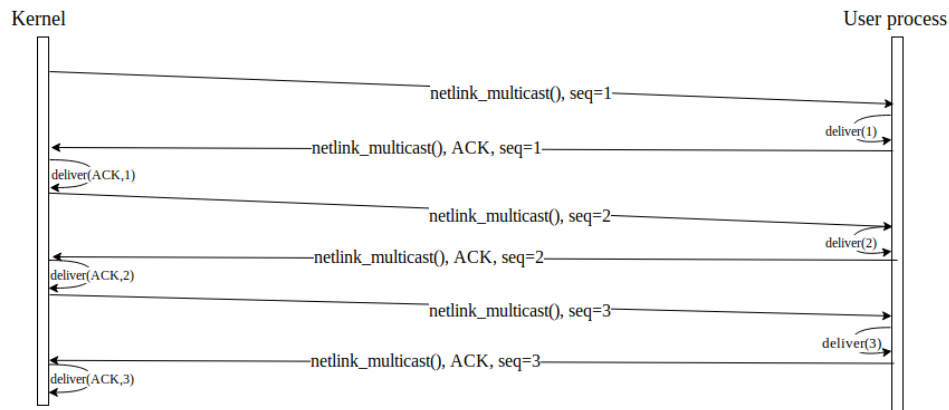 Kernel
User process
netlink_multicast(), seq=1
deliver(1)
netlink_multicast(), ACK, seq=1
deliver(ACK,1)
netlink_multicast(), seq=2
deliver(2)
netlink_multicast(), ACK, seq=2
deliver(ACK,2)
netlink_multicast(), seq=3
deliver(3)
netlink_multicast(), ACK, seq=3
deliver(ACK,3)